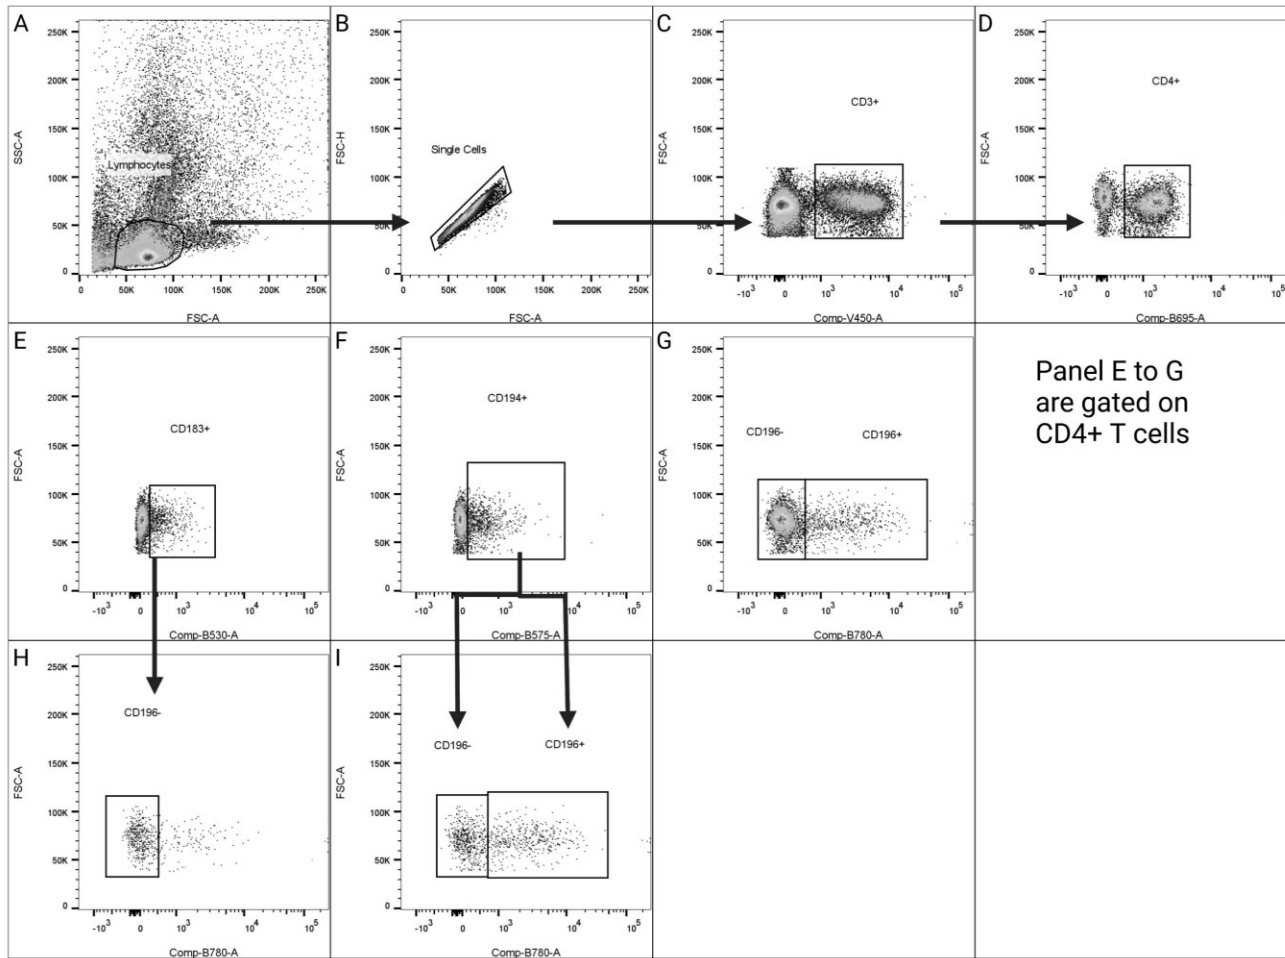 A
SSC-A
250K
200K
150K
100K
50K
0
Lymphocytes
0 50K 100K 150K 200K 250K
FSC-A
B
FSC-H
250K
200K
150K
100K
50K
0
Single Cells
0 50K 100K 150K 200K 250K
FSC-A
C
FSC-A
250K
200K
150K
100K
50K
0
CD3+
-10³ 0 10³ 10⁴ 10⁵
Comp-V450-A
D
FSC-A
250K
200K
150K
100K
50K
0
CD4+
-10³ 0 10³ 10⁴ 10⁵
Comp-B695-A
E
FSC-A
250K
200K
150K
100K
50K
0
CD183+
-10³ 0 10³ 10⁴ 10⁵
Comp-B530-A
F
FSC-A
250K
200K
150K
100K
50K
0
CD194+
-10³ 0 10³ 10⁴ 10⁵
Comp-B575-A
G
FSC-A
250K
200K
150K
100K
50K
0
CD196- CD196+
-10³ 0 10³ 10⁴ 10⁵
Comp-B780-A
Panel E to G
are gated on
CD4+ T cells
H
FSC-A
250K
200K
150K
100K
50K
0
CD196-
-10³ 0 10³ 10⁴ 10⁵
Comp-B780-A
I
FSC-A
250K
200K
150K
100K
50K
0
CD196- CD196+
-10³ 0 10³ 10⁴ 10⁵
Comp-B780-A